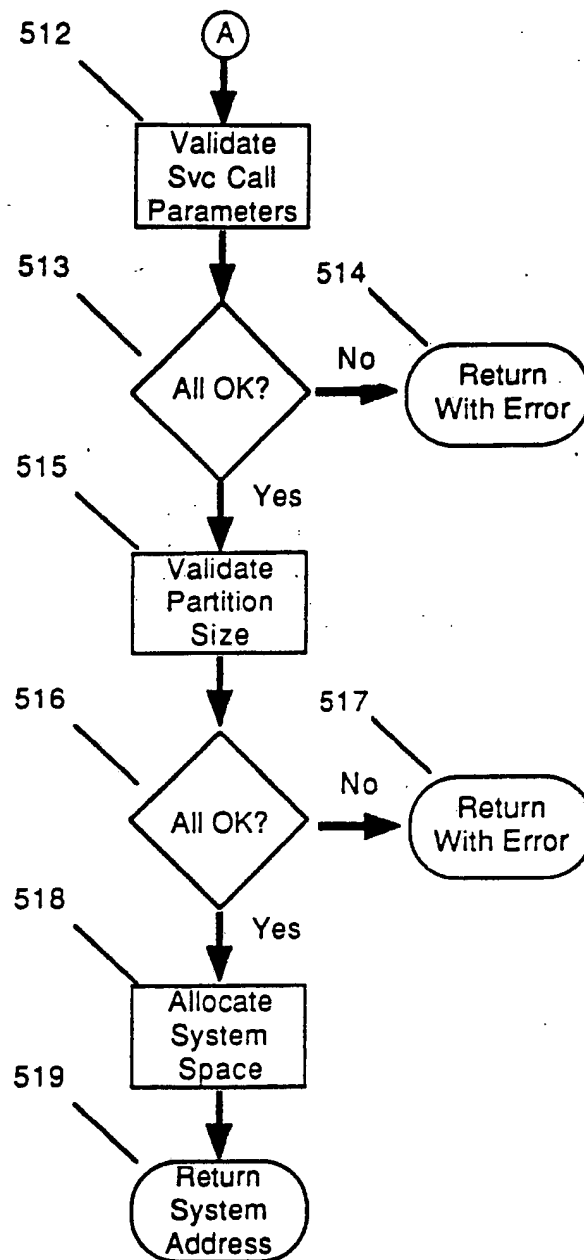 512
A
Validate
Svc Call
Parameters
513
514
All OK?
No
Return
With Error
515
Yes
Validate
Partition
Size
516
517
All OK?
No
Return
With Error
518
Yes
Allocate
System
Space
519
Return
System
Address